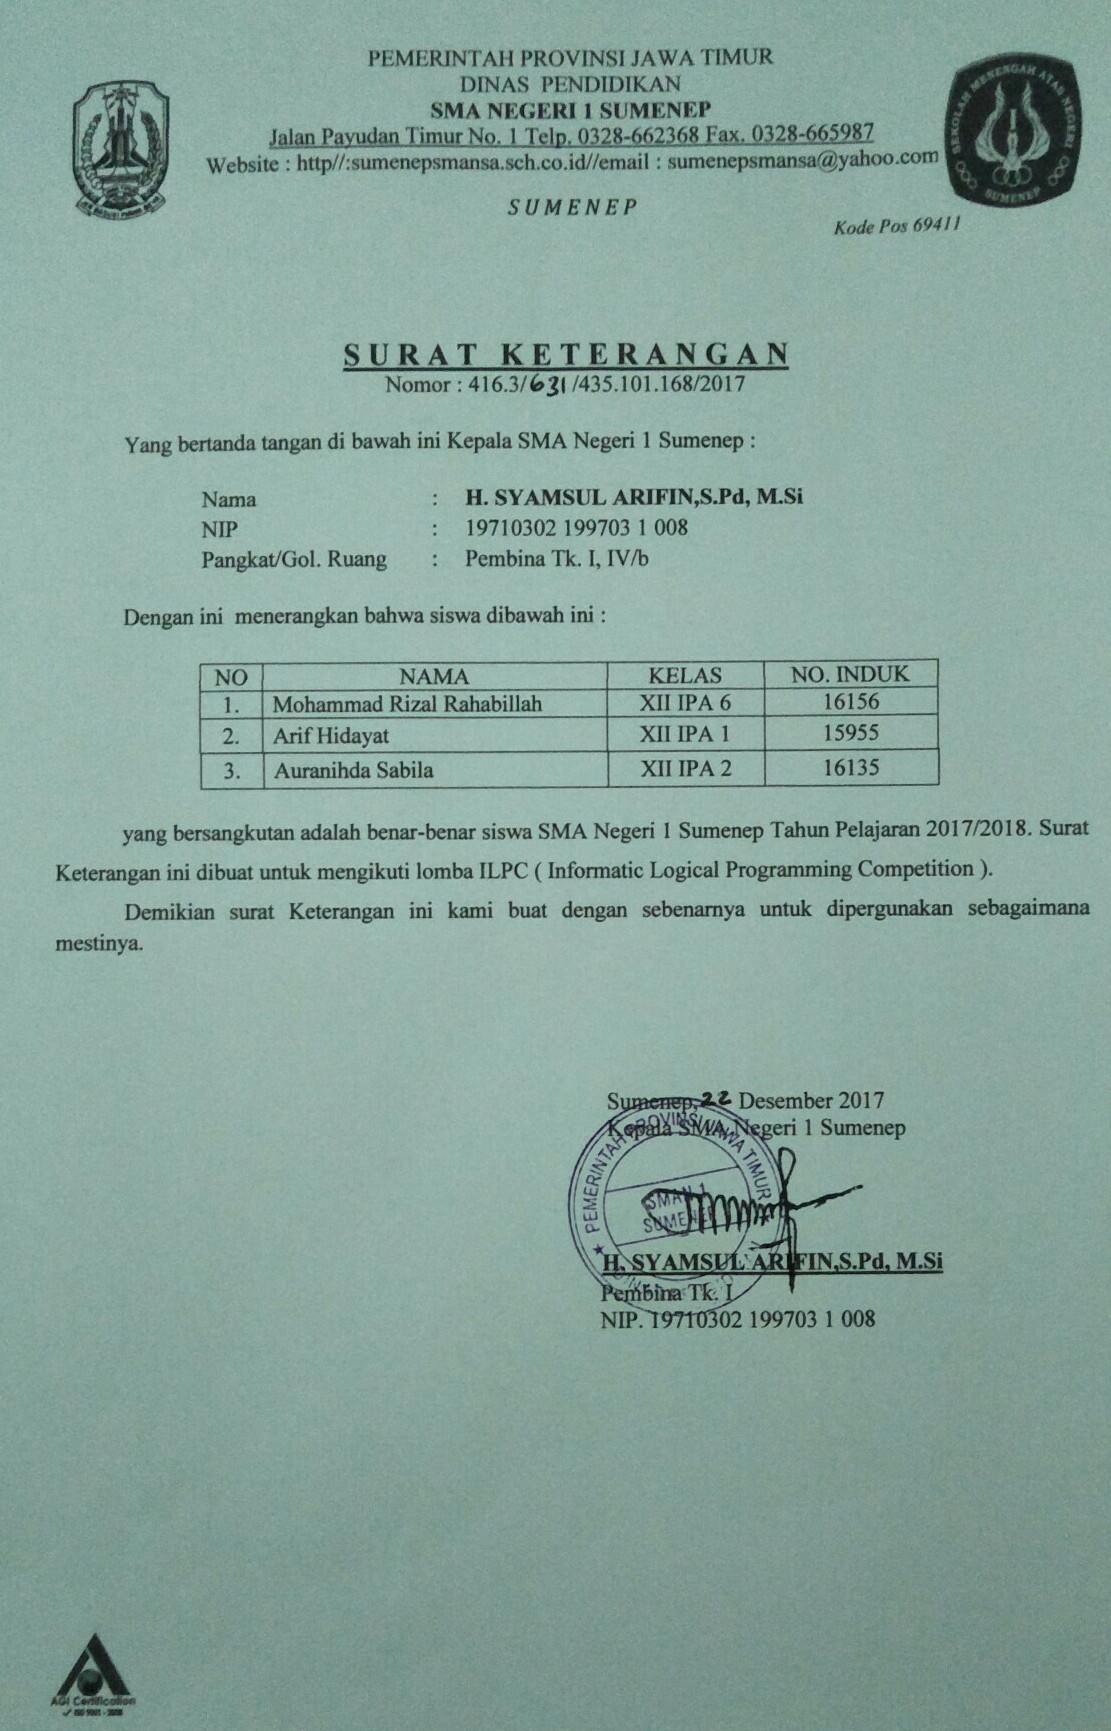 PEMERINTAH PROVINSI JAWA TIMUR
DINAS PENDIDIKAN
SMA NEGERI 1 SUMENEP
Jalan Payudan Timur No. 1 Telp. 0328-662368 Fax. 0328-665987
Website : http//:sumenepsmansa.sch.co.id//email : sumenepsmansa@yahoo.com
SUMENEP
Kode Pos 69411
SEKOLAH MENENGAH ATAS NEGERI
SUMENEP
SURAT KETERANGAN
Nomor : 416.3/631/435.101.168/2017
Yang bertanda tangan di bawah ini Kepala SMA Negeri 1 Sumenep :
Nama : H. SYAMSUL ARIFIN,S.Pd, M.Si
NIP : 19710302 199703 1 008
Pangkat/Gol. Ruang : Pembina Tk. I, IV/b
Dengan ini menerangkan bahwa siswa dibawah ini :
NO NAMA KELAS NO. INDUK
1. Mohammad Rizal Rahabillah XII IPA 6 16156
2. Arif Hidayat XII IPA 1 15955
3. Auranihda Sabila XII IPA 2 16135
yang bersangkutan adalah benar-benar siswa SMA Negeri 1 Sumenep Tahun Pelajaran 2017/2018. Surat
Keterangan ini dibuat untuk mengikuti lomba ILPC ( Informatic Logical Programming Competition ).
Demikian surat Keterangan ini kami buat dengan sebenarnya untuk dipergunakan sebagaimana
mestinya.
Sumenep, 22 Desember 2017
Kepala SMA Negeri 1 Sumenep
PEMERINTAH PROVINSI JAWA TIMUR
SMAN 1
SUMENEP
H. SYAMSUL ARIFIN,S.Pd, M.Si
Pembina Tk. I
NIP. 19710302 199703 1 008
AGI Certification
ISO 9001 - 2008